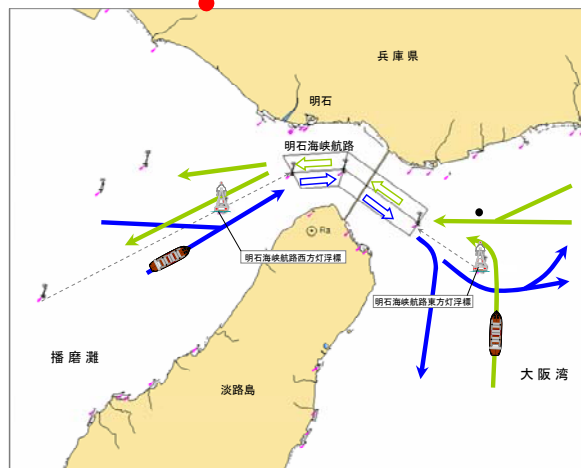 兵庫県
明石
明石海峡航路
明石海峡航路西方灯浮標
明石海峡航路東方灯浮標
播磨灘
大阪湾
淡路島